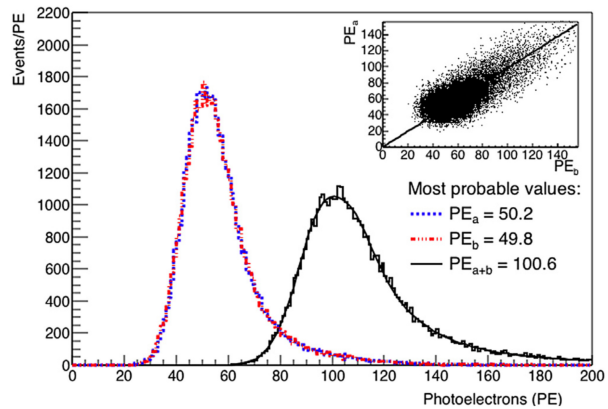 2200
2000
1800
1600
1400
1200
1000
800
600
400
200
0
Events/PE
0 20 40 60 80 100 120 140 160 180 200
Photoelectrons (PE)
PEa
140
120
100
80
60
40
20
0
0 20 40 60 80 100 120 140
PEb
Most probable values:
PEa = 50.2
PEb = 49.8
PEa+b = 100.6